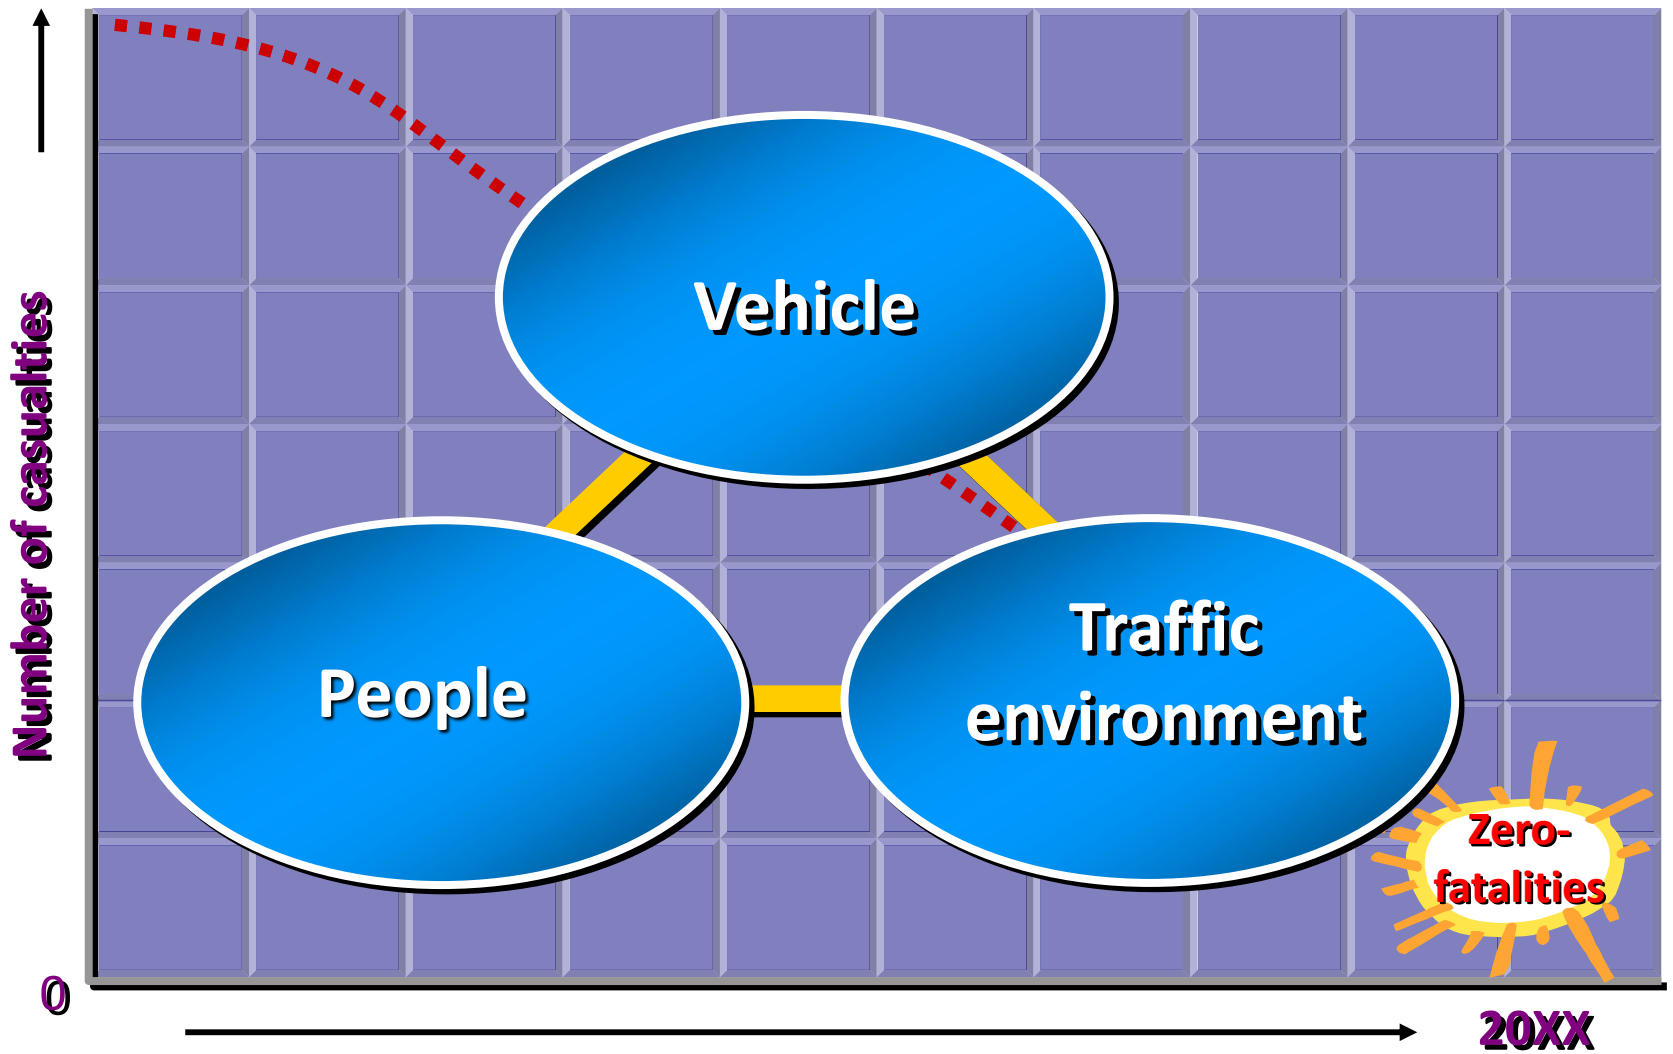 Number of casualties
Vehicle
People
Traffic
environment
Zero-
fatalities
0
20XX